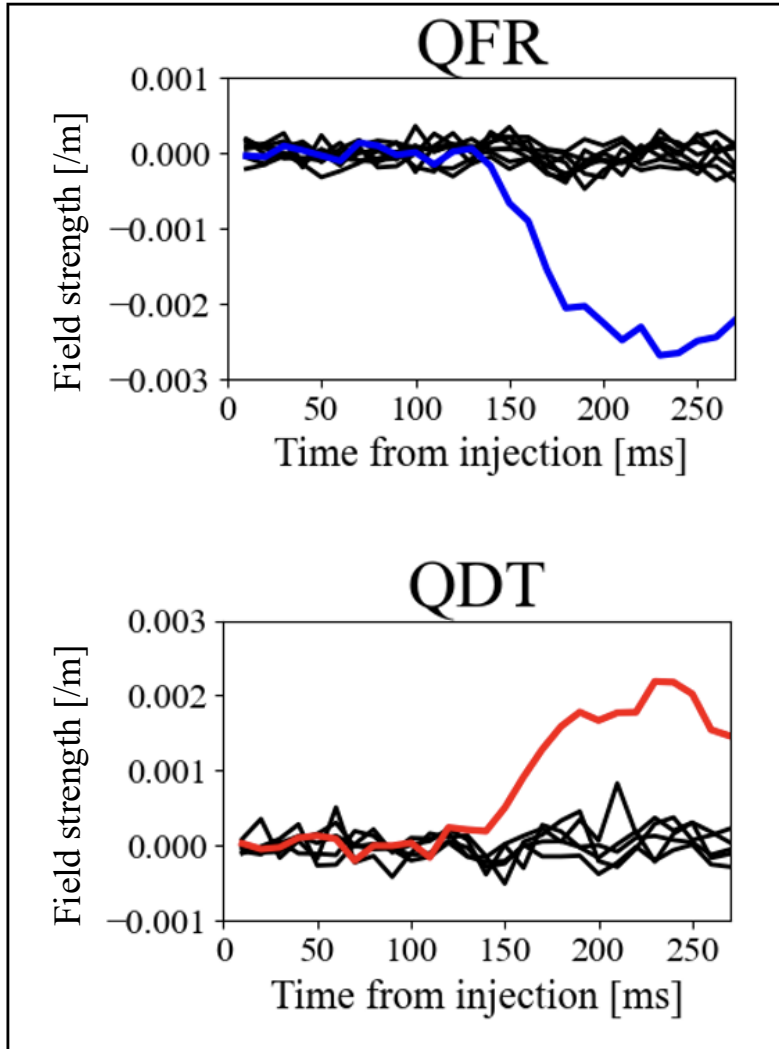 QFR
0.001
0.000
−0.001
−0.002
−0.003
Field strength [/m]
0 50 100 150 200 250
Time from injection [ms]
QDT
0.003
0.002
0.001
0.000
−0.001
Field strength [/m]
0 50 100 150 200 250
Time from injection [ms]